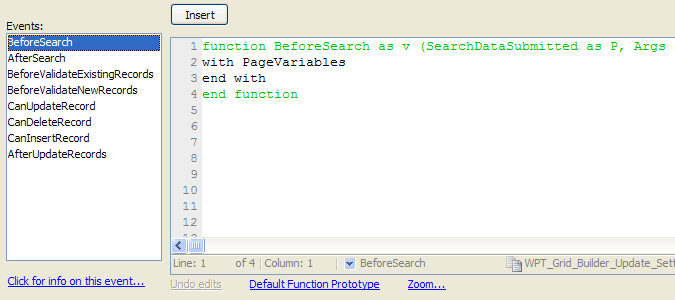 Insert
Events:
BeforeSearch
AfterSearch
BeforeValidateExistingRecords
BeforeValidateNewRecords
CanUpdateRecord
CanDeleteRecord
CanInsertRecord
AfterUpdateRecords
1 function BeforeSearch as v (SearchDataSubmitted as P, Args
2 with PageVariables
3 end with
4 end function
5
6
7
8
9
10
11
12
Line: 1 of 4 Column: 1 BeforeSearch WPT_Grid_Builder_Update_Sett
Click for info on this event... Undo edits Default Function Prototype Zoom...